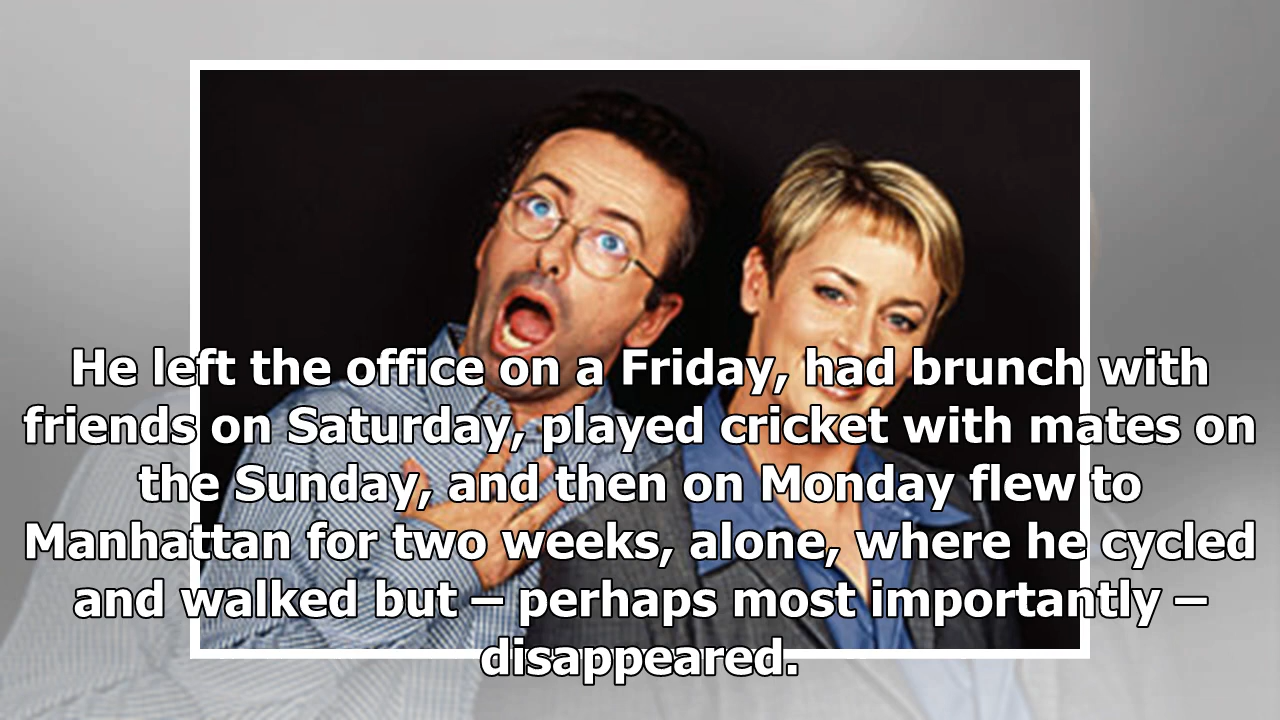 He left the office on a Friday, had brunch with
friends on Saturday, played cricket with mates on
the Sunday, and then on Monday flew to
Manhattan for two weeks, alone, where he cycled
and walked but – perhaps most importantly –
disappeared.